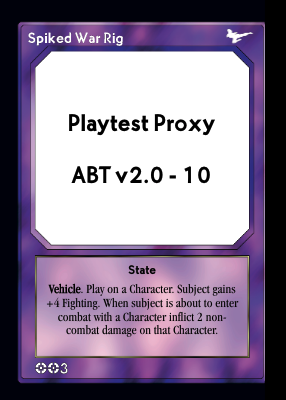 Spiked War Rig
Playtest Proxy
ABT v2.0 - 10
State
Vehicle. Play on a Character. Subject gains
+4 Fighting. When subject is about to enter
combat with a Character inflict 2 non-
combat damage on that Character.
003